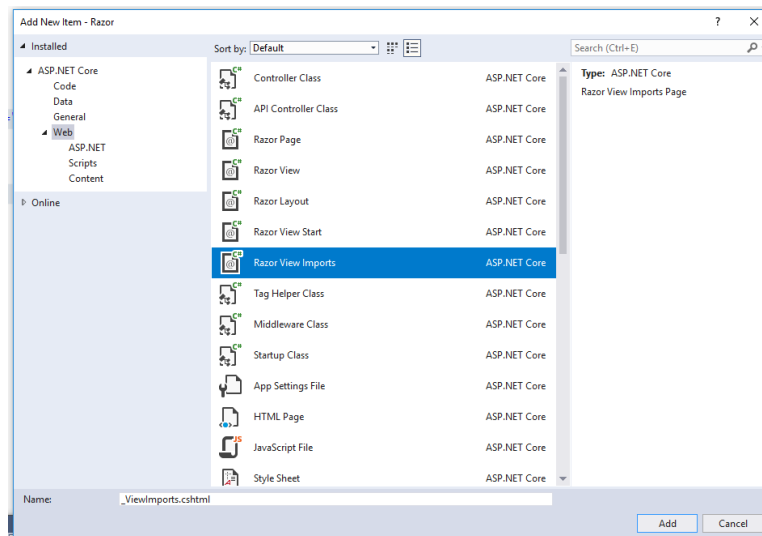 Add New Item - Razor ?
Installed
Sort by: Default
Search (Ctrl+E)
ASP.NET Core
Code
Data
General
Web
ASP.NET
Scripts
Content
Online
Controller Class ASP.NET Core
API Controller Class ASP.NET Core
Razor Page ASP.NET Core
Razor View ASP.NET Core
Razor Layout ASP.NET Core
Razor View Start ASP.NET Core
Razor View Imports ASP.NET Core
Tag Helper Class ASP.NET Core
Middleware Class ASP.NET Core
Startup Class ASP.NET Core
App Settings File ASP.NET Core
HTML Page ASP.NET Core
JavaScript File ASP.NET Core
Style Sheet ASP.NET Core
Type: ASP.NET Core
Razor View Imports Page
Name: _ViewImports.cshtml
Add Cancel